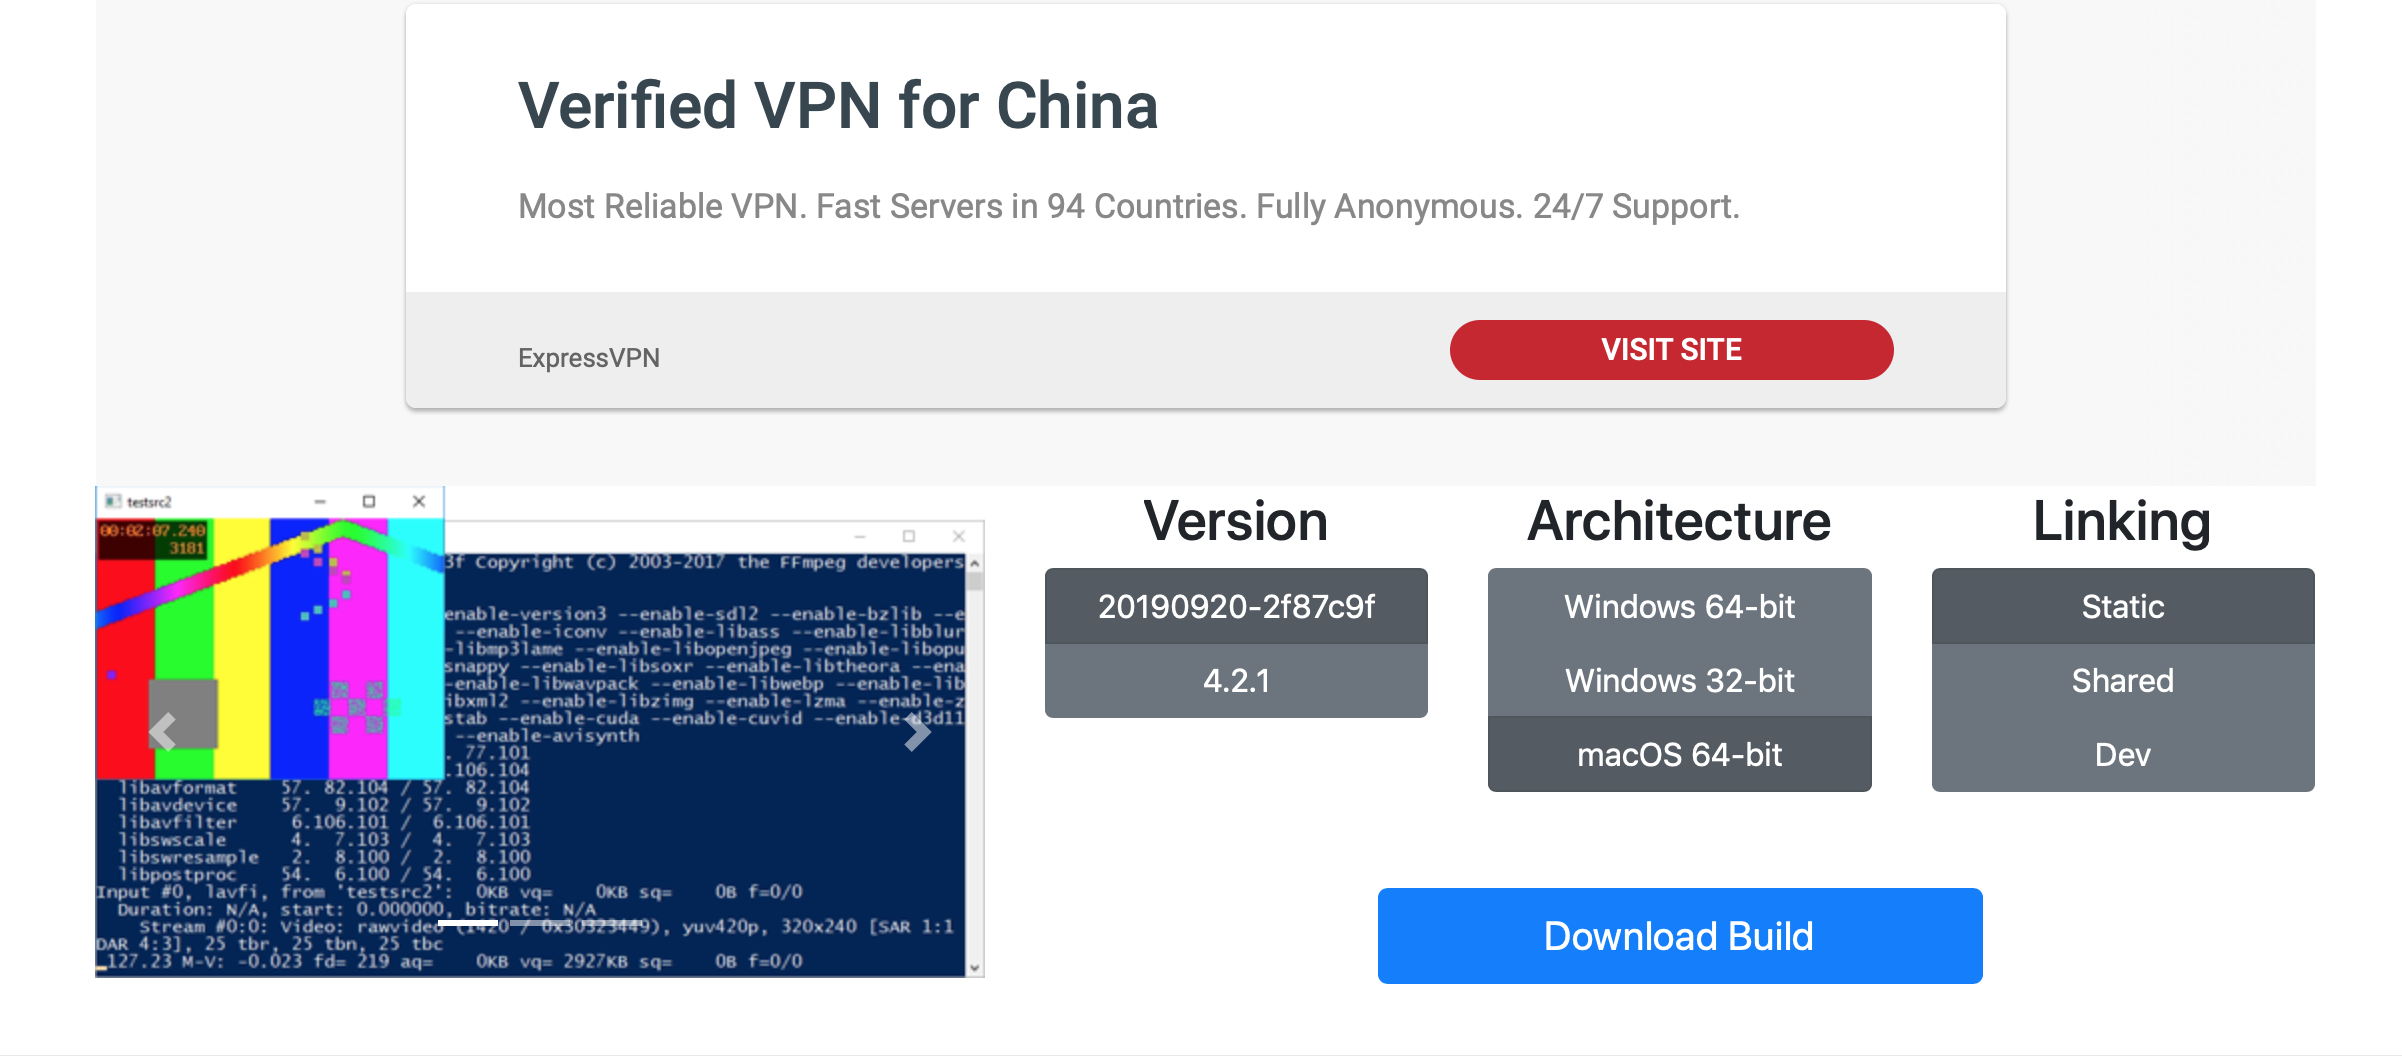 Verified VPN for China
Most Reliable VPN. Fast Servers in 94 Countries. Fully Anonymous. 24/7 Support.
ExpressVPN
VISIT SITE
testsrc2
00:02:07.240
3181
3f Copyright (c) 2003-2017 the FFmpeg developers
enable-version3 --enable-sdl2 --enable-bzlib --e
--enable-iconv --enable-libass --enable-libblur
-libmp3lame --enable-libopenjpeg --enable-libopu
snappy --enable-libsoxr --enable-libtheora --ena
-enable-libwavpack --enable-libwebp --enable-lib
ibxml2 --enable-libzimg --enable-lzma --enable-z
stab --enable-cuda --enable-cuvid --enable-d3d11
--enable-avisynth
. 77.101
.106.104
libavformat 57. 82.104 / 57. 82.104
libavdevice 57. 9.102 / 57. 9.102
libavfilter 6.106.101 / 6.106.101
libswscale 4. 7.103 / 4. 7.103
libswresample 2. 8.100 / 2. 8.100
libpostproc 54. 6.100 / 54. 6.100
Input #0, lavfi, from 'testsrc2': 0KB vq= 0KB sq= 0B f=0/0
Duration: N/A, start: 0.000000, bitrate: N/A
Stream #0:0: Video: rawvideo (I420 / 0x30323449), yuv420p, 320x240 [SAR 1:1
DAR 4:3], 25 tbr, 25 tbn, 25 tbc
127.23 M-V: -0.023 fd= 219 aq= 0KB vq= 2927KB sq= 0B f=0/0
Version
20190920-2f87c9f
4.2.1
Architecture
Windows 64-bit
Windows 32-bit
macOS 64-bit
Linking
Static
Shared
Dev
Download Build